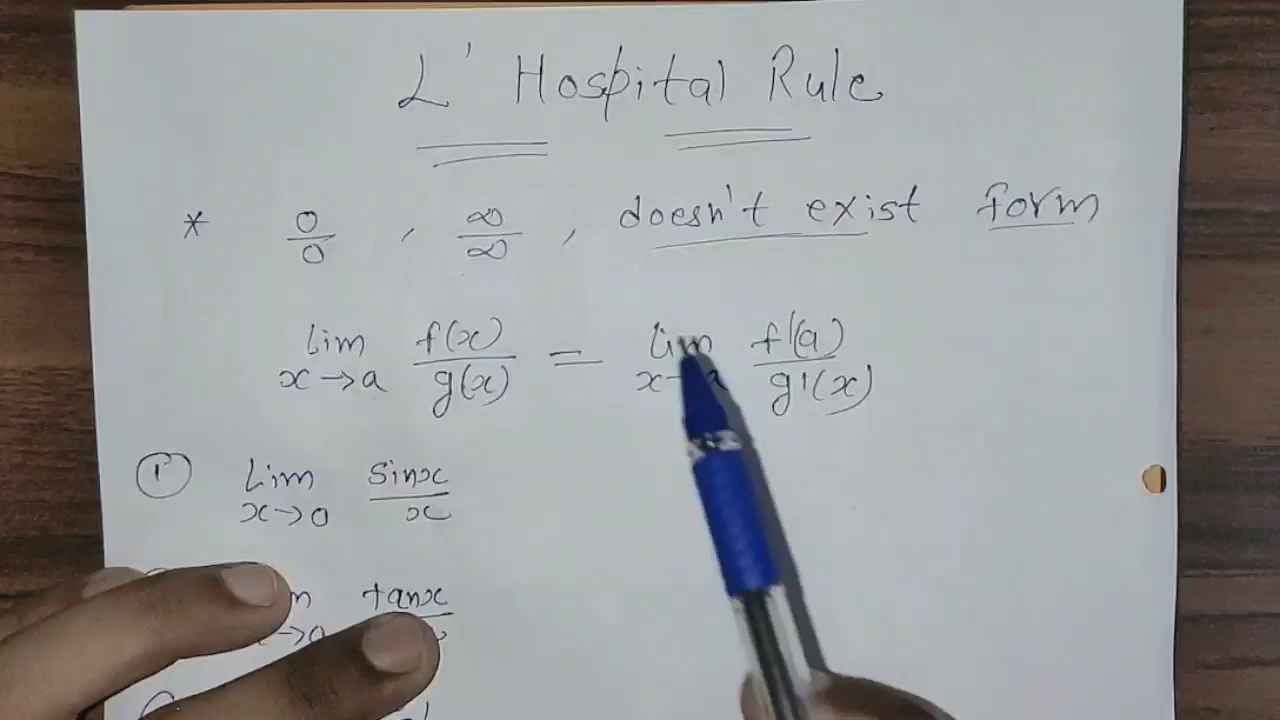 L' Hospital Rule
* 0/0 , ∞/∞ , doesn't exist form
lim x→a f(x)/g(x) = lim x→a f'(a)/g'(x)
① Lim x→0 sinx/x
tanx